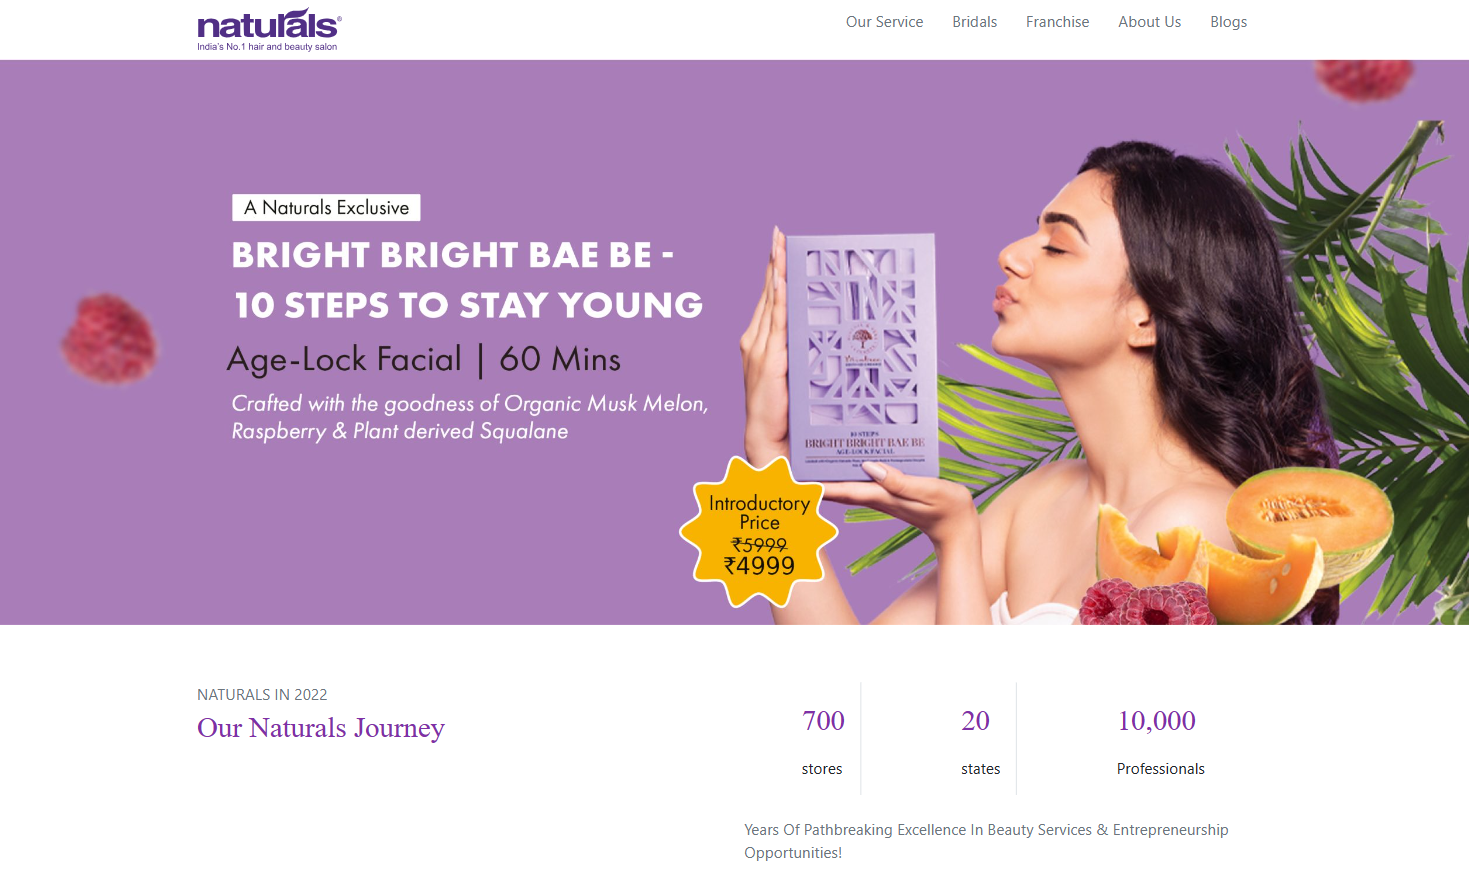 naturals®
India's No.1 hair and beauty salon
Our Service
Bridals
Franchise
About Us
Blogs
A Naturals Exclusive
BRIGHT BRIGHT BAE BE -
10 STEPS TO STAY YOUNG
Age-Lock Facial | 60 Mins
Crafted with the goodness of Organic Musk Melon,
Raspberry & Plant derived Squalane
10 STEPS
BRIGHT BRIGHT BAE BE
AGE-LOCK FACIAL
Introductory
Price
₹5999
₹4999
NATURALS IN 2022
Our Naturals Journey
700
stores
20
states
10,000
Professionals
Years Of Pathbreaking Excellence In Beauty Services & Entrepreneurship
Opportunities!